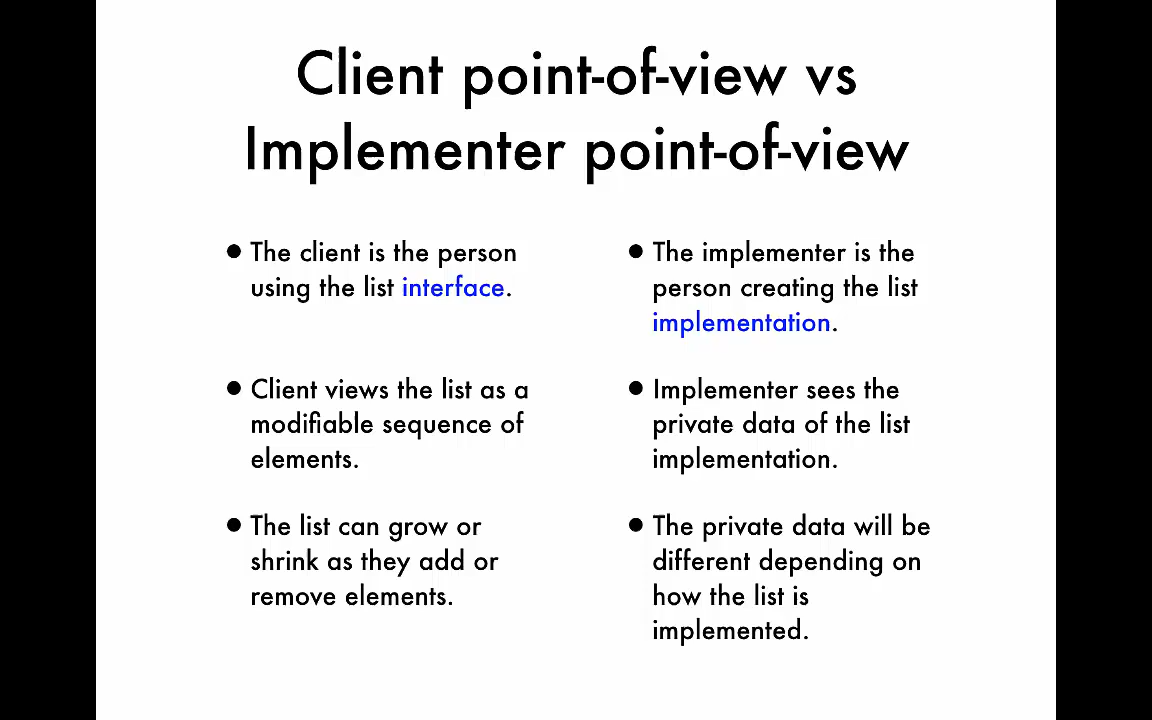 Client point-of-view vs
Implementer point-of-view
• The client is the person
using the list interface.
• Client views the list as a
modifiable sequence of
elements.
• The list can grow or
shrink as they add or
remove elements.
• The implementer is the
person creating the list
implementation.
• Implementer sees the
private data of the list
implementation.
• The private data will be
different depending on
how the list is
implemented.